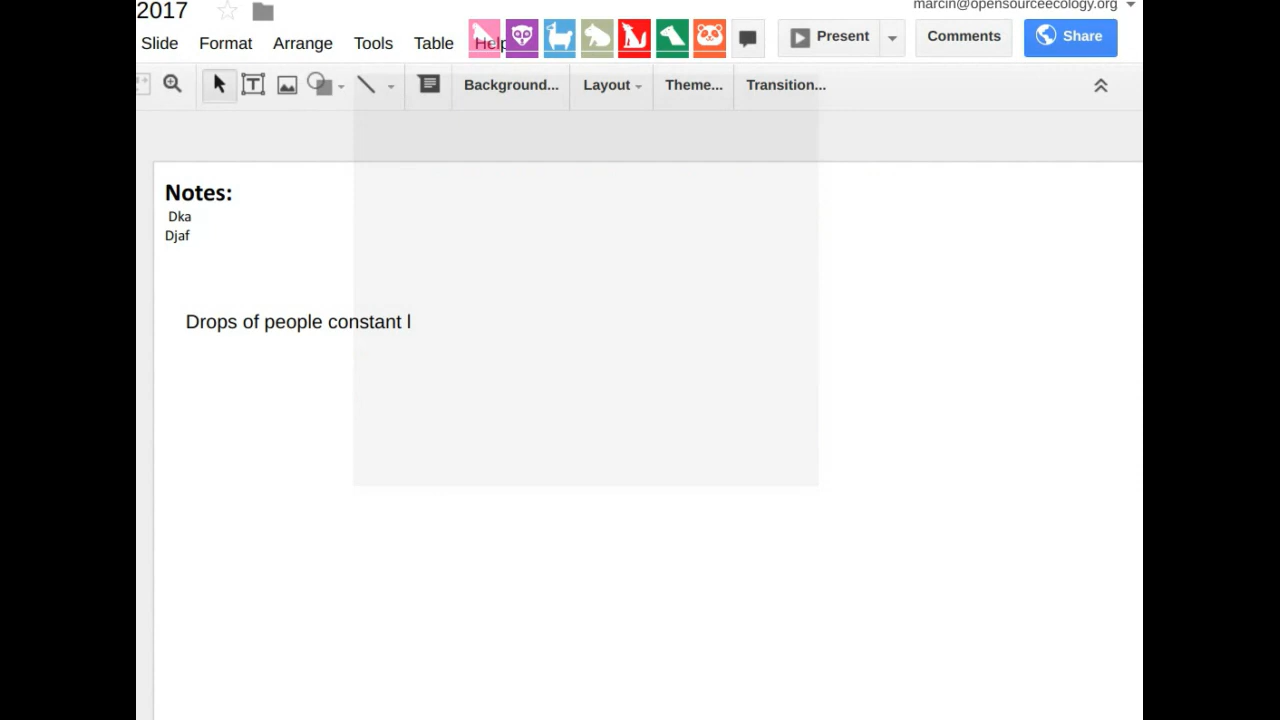 2017
marcin@opensourceecology.org
Slide Format Arrange Tools Table Help
Present Comments Share
Background... Layout Theme... Transition...
Notes:
Dka
Djaf
Drops of people constant l